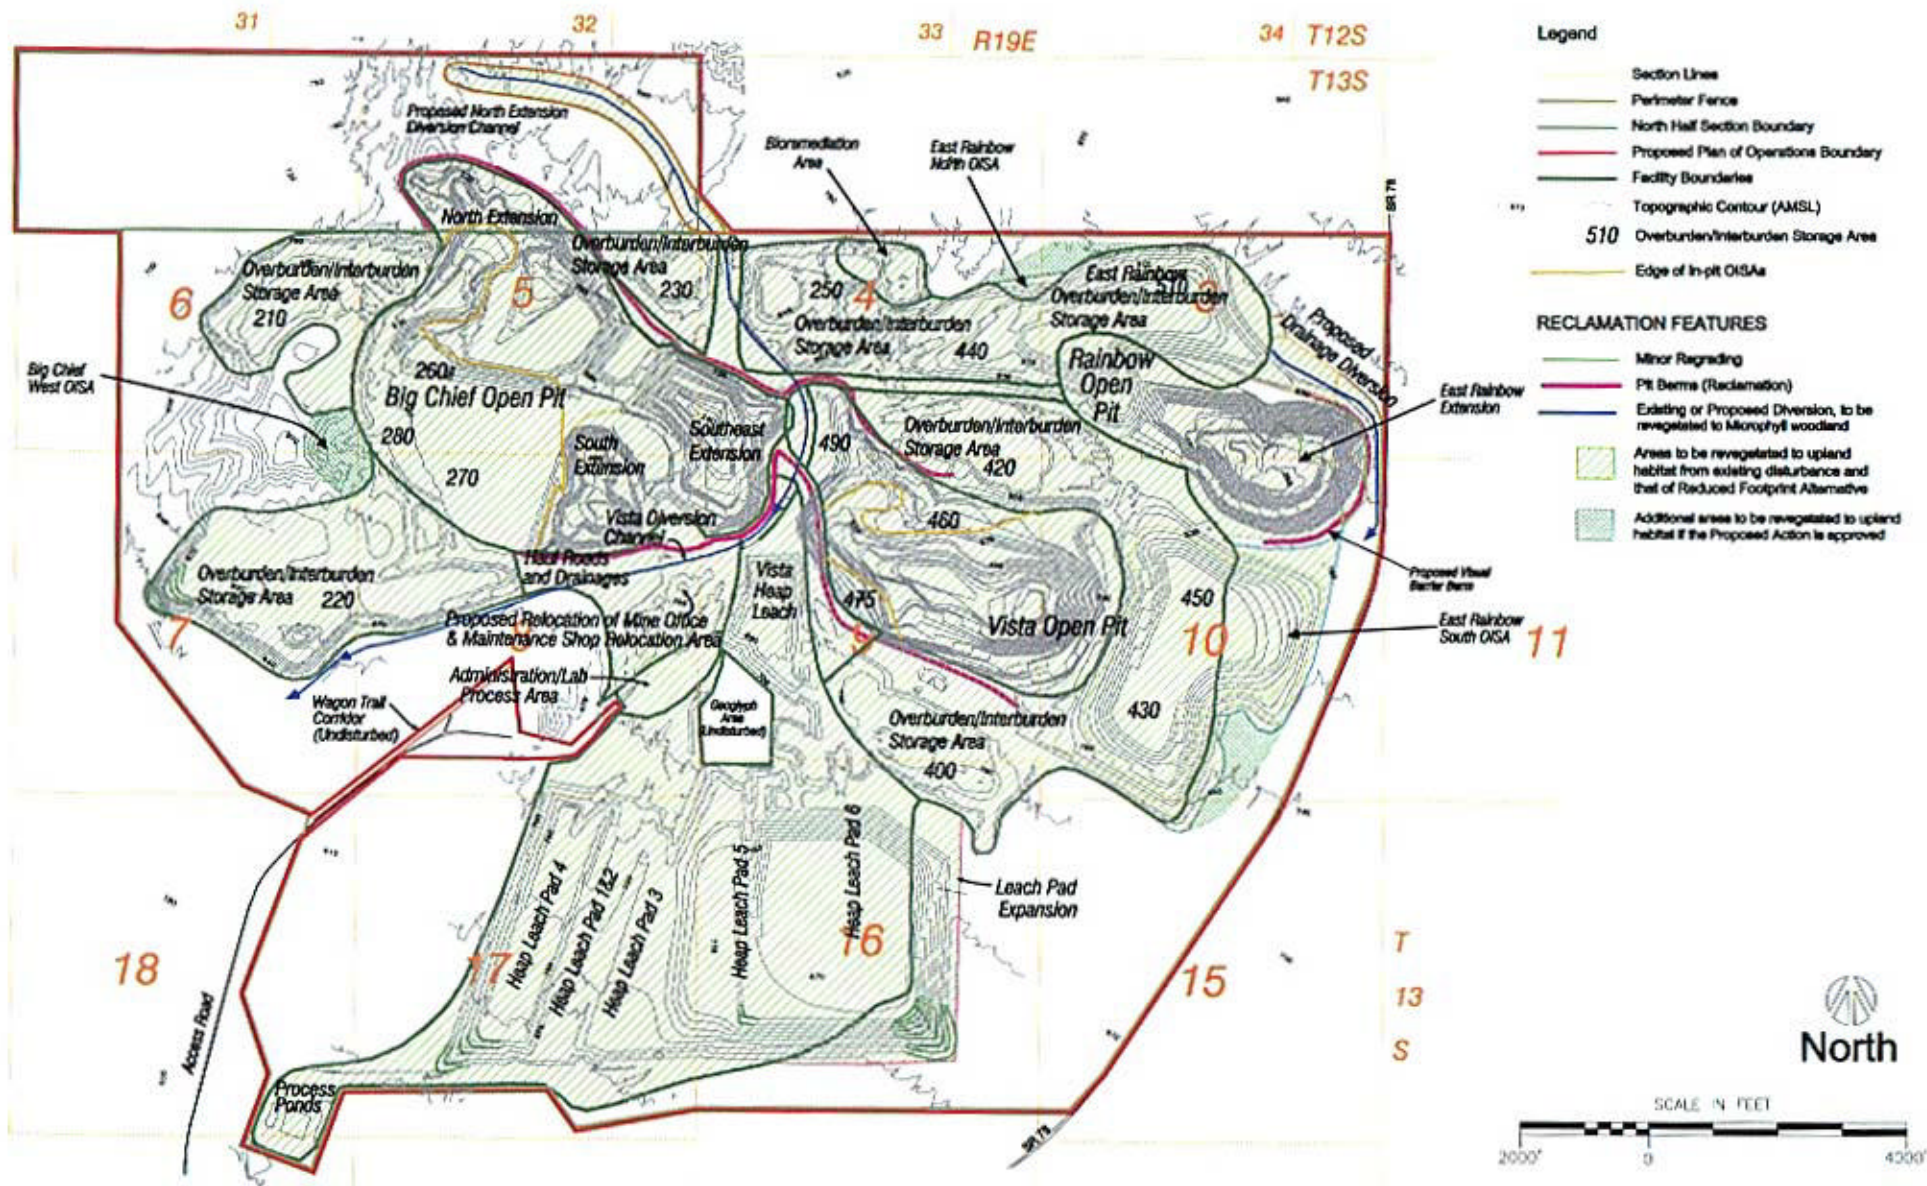 31
32
33
R19E
34
T12S
T13S
Proposed North Extension
Diversion Channel
Bioremediation
Area
East Rainbow
North OISA
SR 78
North Extension
Overburden/Interburden
Storage Area
210
Overburden/Interburden
Storage Area
230
250
Overburden/Interburden
Storage Area
440
East Rainbow
510
Overburden/Interburden
Storage Area
6
5
4
3
Proposed
Drainage Diversion
Big Chief
West OISA
260
Big Chief Open Pit
280
270
South
Extension
Southeast
Extension
490
Overburden/Interburden
Storage Area
420
Rainbow
Open
Pit
East Rainbow
Extension
Vista Diversion
Channel
Haul Roads
and Drainages
460
Overburden/Interburden
Storage Area
220
Vista
Heap
Leach
475
Vista Open Pit
450
Proposed Visual
Barrier Berm
East Rainbow
South OISA
7
8
9
10
11
Proposed Relocation of Mine Office
& Maintenance Shop Relocation Area
Administration/Lab
Process Area
Wagon Trail
Corridor
(Undisturbed)
Geoglyph
Area
(Undisturbed)
430
Overburden/Interburden
Storage Area
400
Heap Leach Pad 4
Heap Leach Pad 1&2
Heap Leach Pad 3
Heap Leach Pad 5
Heap Leach Pad 6
Leach Pad
Expansion
18
17
16
15
T
13
S
Access Road
Process
Ponds
SR 78
Legend
Section Lines
Perimeter Fence
North Half Section Boundary
Proposed Plan of Operations Boundary
Facility Boundaries
Topographic Contour (AMSL)
510 Overburden/Interburden Storage Area
Edge of In-pit OISAs
RECLAMATION FEATURES
Minor Regrading
Pit Berms (Reclamation)
Existing or Proposed Diversion, to be
revegetated to Microphyll woodland
Areas to be revegetated to upland
habitat from existing disturbance and
that of Reduced Footprint Alternative
Additional areas to be revegetated to upland
habitat if the Proposed Action is approved
North
SCALE IN FEET
2000' 0 4000'